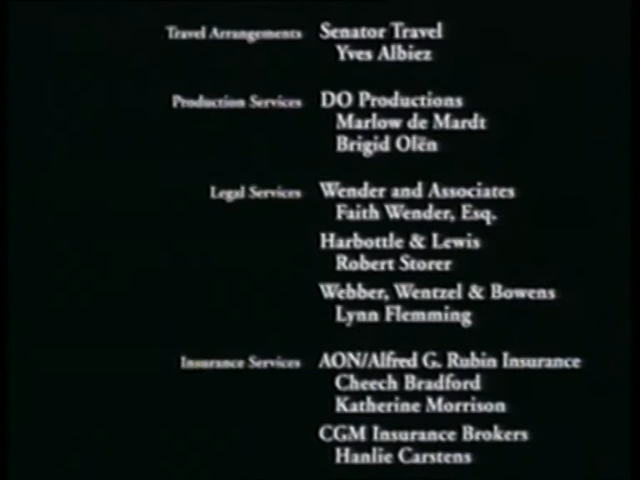 Travel Arrangements Senator Travel
Yves Albiez
Production Services DO Productions
Marlow de Mardt
Brigid Olën
Legal Services Wender and Associates
Faith Wender, Esq.
Harbottle & Lewis
Robert Storer
Webber, Wentzel & Bowens
Lynn Flemming
Insurance Services AON/Alfred G. Rubin Insurance
Cheech Bradford
Katherine Morrison
CGM Insurance Brokers
Hanlie Carstens